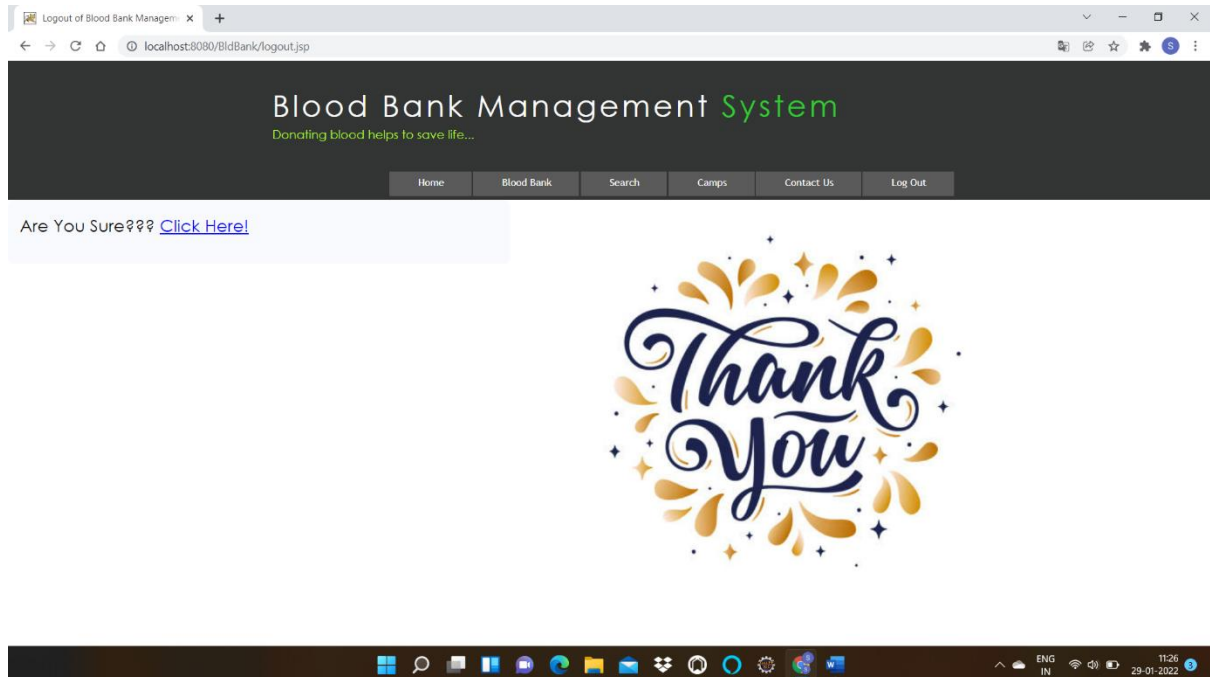 Logout of Blood Bank Managem
localhost:8080/BldBank/logout.jsp
S
Blood Bank Management System
Donating blood helps to save life...
Home Blood Bank Search Camps Contact Us Log Out
Are You Sure??? Click Here!
Thank
You
ENG
IN
11:26
29-01-2022
3